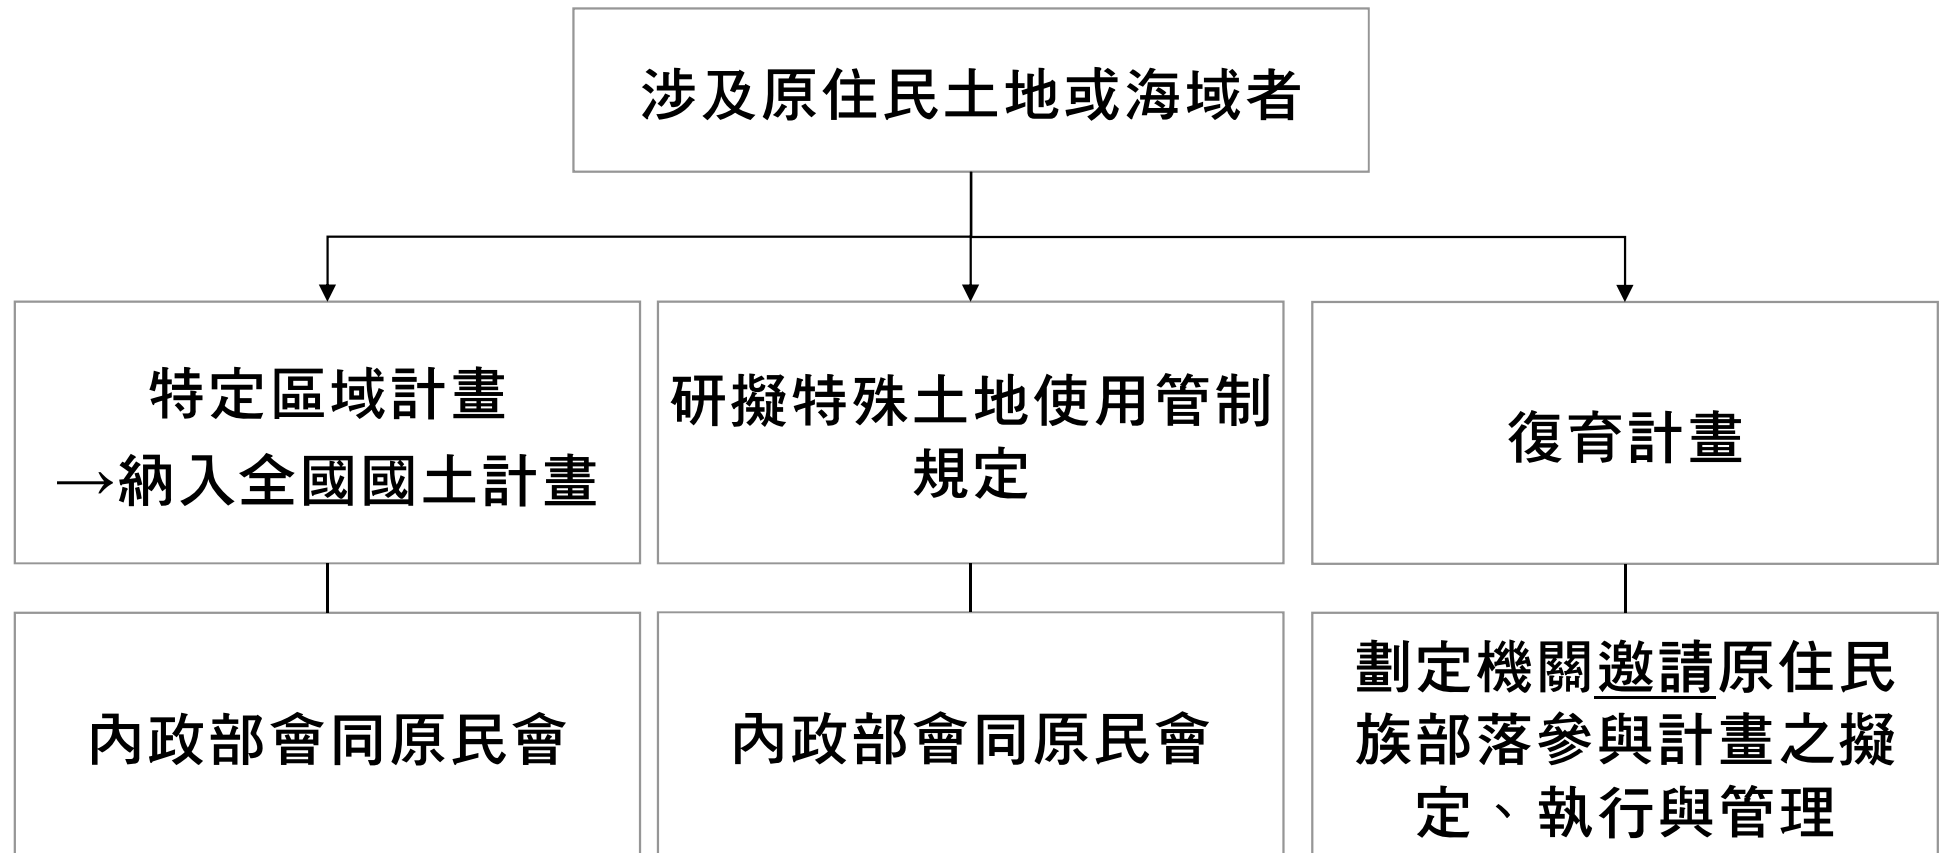 涉及原住民土地或海域者
特定區域計畫
→納入全國國土計畫
研擬特殊土地使用管制
規定
復育計畫
內政部會同原民會
內政部會同原民會
劃定機關邀請原住民
族部落參與計畫之擬
定、執行與管理